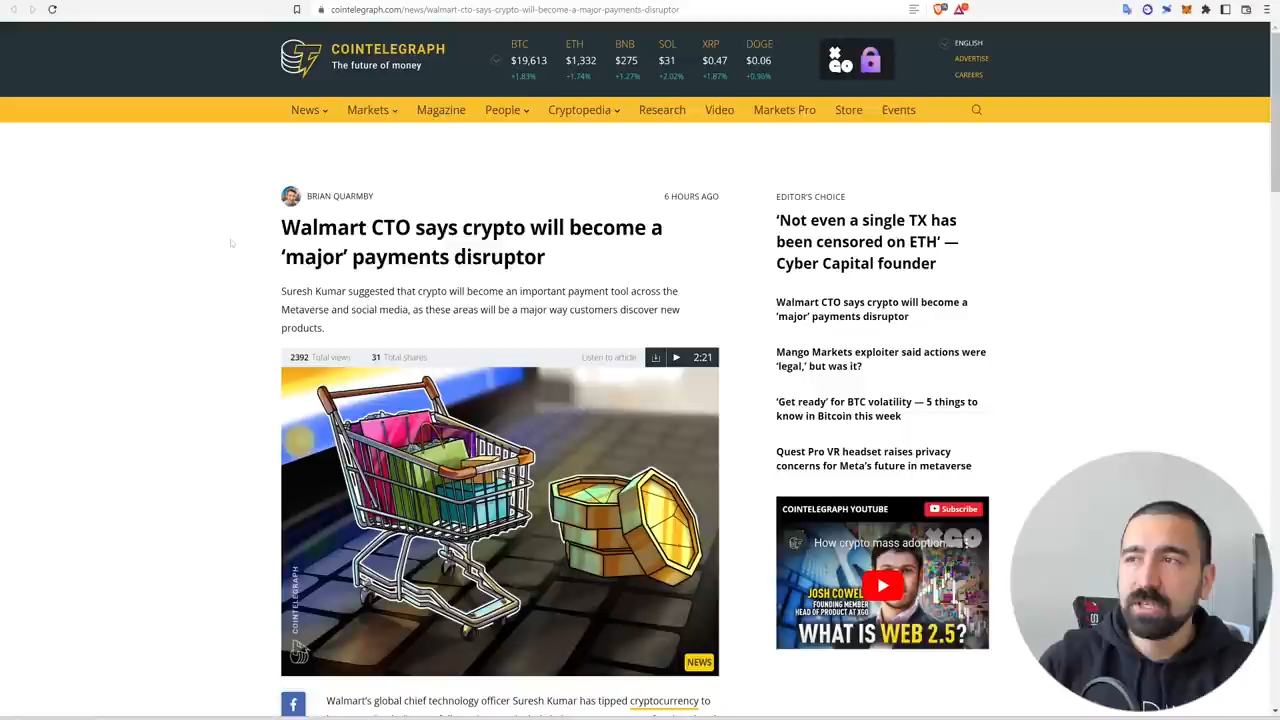 cointelegraph.com/news/walmart-cto-says-crypto-will-become-a-major-payments-disruptor
COINTELEGRAPH
The future of money
BTC ETH BNB SOL XRP DOGE
$19,613 $1,332 $275 $31 $0.47 $0.06
+1.83% +1.74% +1.27% +2.02% +1.87% +0.96%
ENGLISH
ADVERTISE
CAREERS
News Markets Magazine People Cryptopedia Research Video Markets Pro Store Events
BRIAN QUARMBY
6 HOURS AGO
Walmart CTO says crypto will become a
‘major’ payments disruptor
Suresh Kumar suggested that crypto will become an important payment tool across the
Metaverse and social media, as these areas will be a major way customers discover new
products.
2392 Total views 31 Total shares Listen to article 2:21
COINTELEGRAPH
NEWS
Walmart’s global chief technology officer Suresh Kumar has tipped cryptocurrency to
EDITOR’S CHOICE
‘Not even a single TX has
been censored on ETH’ —
Cyber Capital founder
Walmart CTO says crypto will become a
‘major’ payments disruptor
Mango Markets exploiter said actions were
‘legal,’ but was it?
‘Get ready’ for BTC volatility — 5 things to
know in Bitcoin this week
Quest Pro VR headset raises privacy
concerns for Meta’s future in metaverse
COINTELEGRAPH YOUTUBE
Subscribe
How crypto mass adoption...
JOSH COWEL
FOUNDING MEMBER
HEAD OF PRODUCT AT XGO
WHAT IS WEB 2.5?